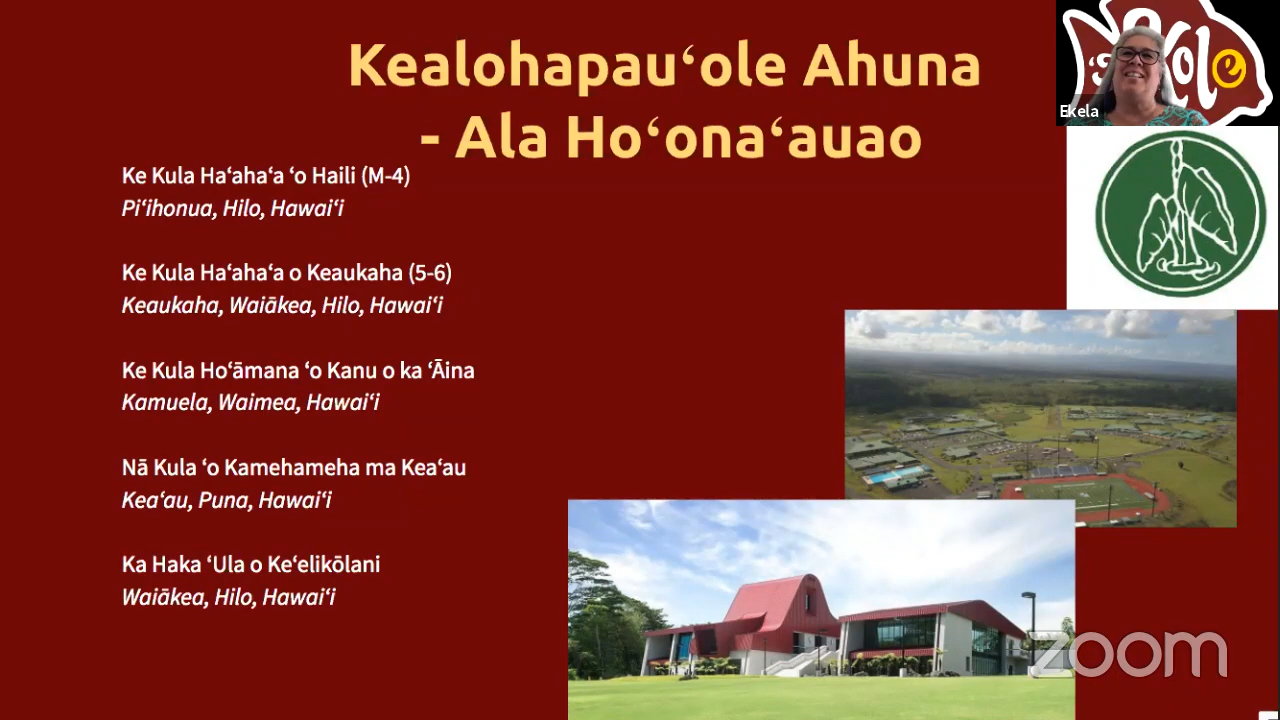 Kealohapauʻole Ahuna
- Ala Hoʻonaʻauao
Ke Kula Haʻahaʻa ʻo Haili (M-4)
Piʻihonua, Hilo, Hawaiʻi
Ke Kula Haʻahaʻa o Keaukaha (5-6)
Keaukaha, Waiākea, Hilo, Hawaiʻi
Ke Kula Hoʻāmana ʻo Kanu o ka ʻĀina
Kamuela, Waimea, Hawaiʻi
Nā Kula ʻo Kamehameha ma Keaʻau
Keaʻau, Puna, Hawaiʻi
Ka Haka ʻUla o Keʻelikōlani
Waiākea, Hilo, Hawaiʻi
Ekela
zoom